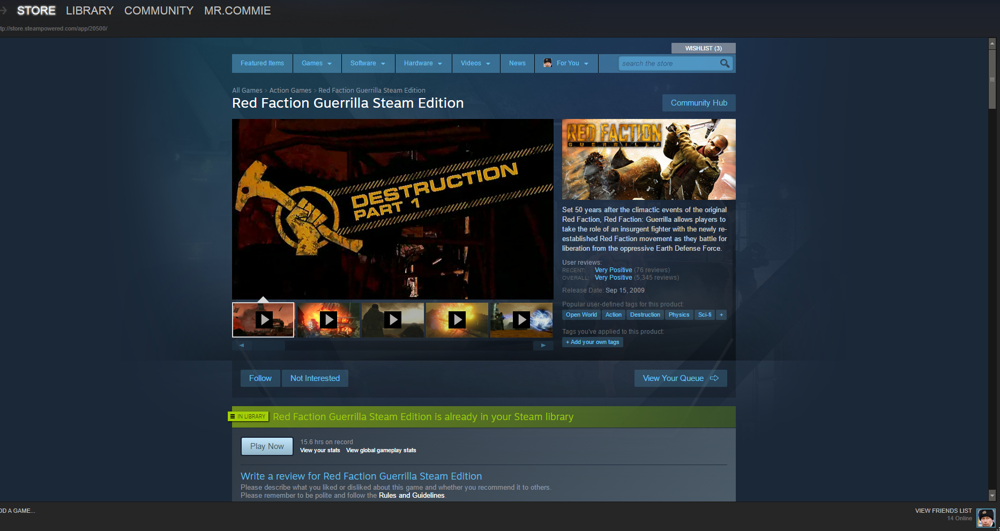 STORE LIBRARY COMMUNITY MR.COMMIE
tp://store.steampowered.com/app/20500/
WISHLIST (3)
Featured Items Games Software Hardware Videos News For You search the store
All Games > Action Games > Red Faction Guerrilla Steam Edition
Red Faction Guerrilla Steam Edition
Community Hub
DESTRUCTION
PART 1
RED FACTION
GUERRILLA
Set 50 years after the climactic events of the original
Red Faction, Red Faction: Guerrilla allows players to
take the role of an insurgent fighter with the newly re-
established Red Faction movement as they battle for
liberation from the oppressive Earth Defense Force.
User reviews:
RECENT: Very Positive (76 reviews)
OVERALL: Very Positive (5,345 reviews)
Release Date: Sep 15, 2009
Popular user-defined tags for this product:
Open World Action Destruction Physics Sci-fi +
Tags you've applied to this product:
+ Add your own tags
Follow Not Interested View Your Queue
IN LIBRARY Red Faction Guerrilla Steam Edition is already in your Steam library
Play Now
15.6 hrs on record
View your stats View global gameplay stats
Write a review for Red Faction Guerrilla Steam Edition
Please describe what you liked or disliked about this game and whether you recommend it to others.
Please remember to be polite and follow the Rules and Guidelines.
DD A GAME...
VIEW FRIENDS LIST
14 Online